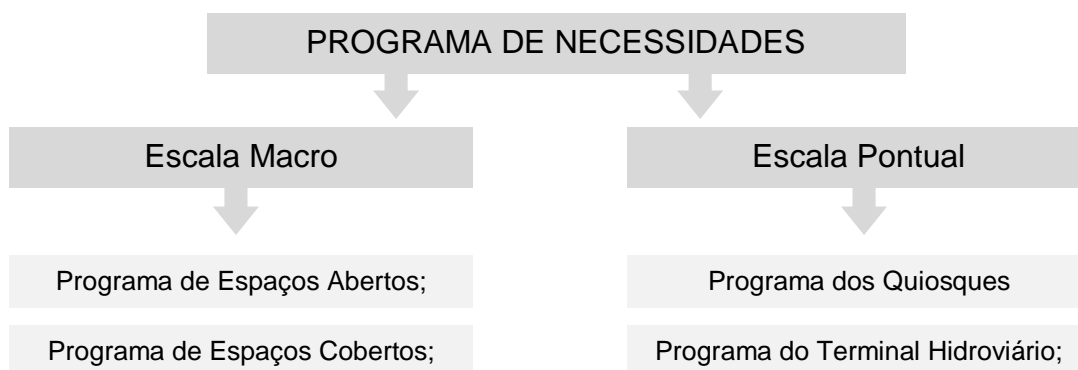 PROGRAMA DE NECESSIDADES
Escala Macro
Programa de Espaços Abertos;
Programa de Espaços Cobertos;
Escala Pontual
Programa dos Quiosques
Programa do Terminal Hidroviário;